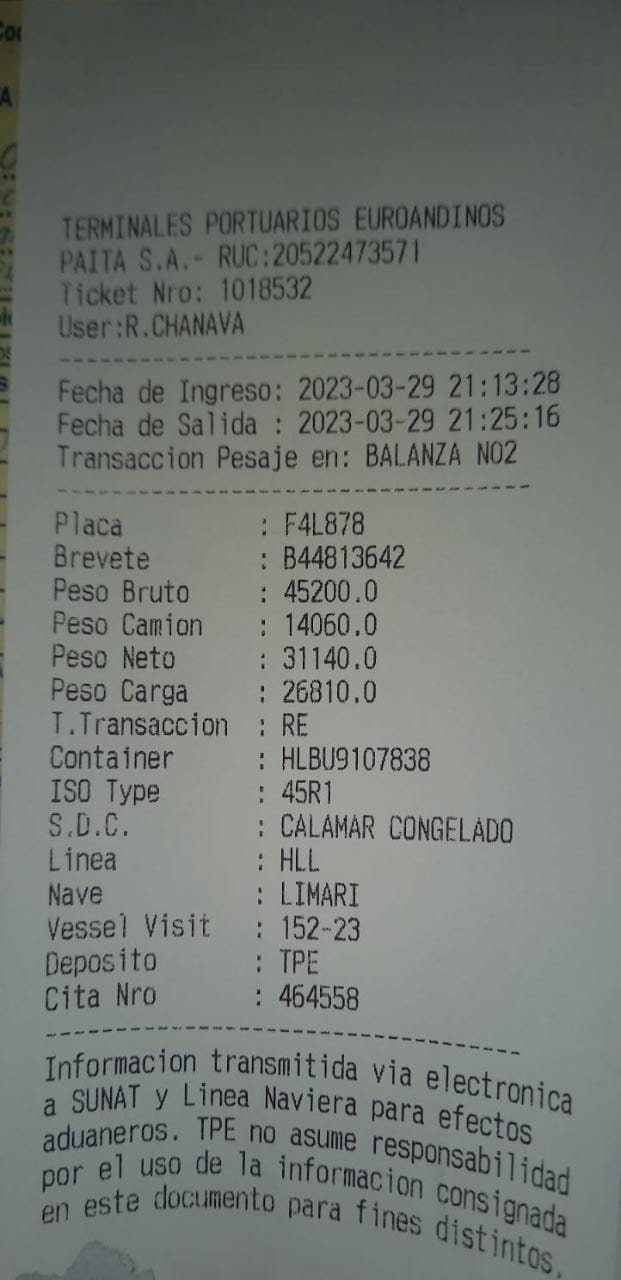 TERMINALES PORTUARIOS EUROANDINOS
PAITA S.A.- RUC:20522473571
Ticket Nro: 1018532
User:R.CHANAVA
--------------------------------------
Fecha de Ingreso: 2023-03-29 21:13:28
Fecha de Salida : 2023-03-29 21:25:16
Transaccion Pesaje en: BALANZA NO2
--------------------------------------
Placa : F4L878
Brevete : B44813642
Peso Bruto : 45200.0
Peso Camion : 14060.0
Peso Neto : 31140.0
Peso Carga : 26810.0
T.Transaccion : RE
Container : HLBU9107838
ISO Type : 45R1
S.D.C. : CALAMAR CONGELADO
Linea : HLL
Nave : LIMARI
Vessel Visit : 152-23
Deposito : TPE
Cita Nro : 464558
--------------------------------------
Informacion transmitida via electronica
a SUNAT y Linea Naviera para efectos
aduaneros. TPE no asume responsabilidad
por el uso de la informacion consignada
en este documento para fines distintos.